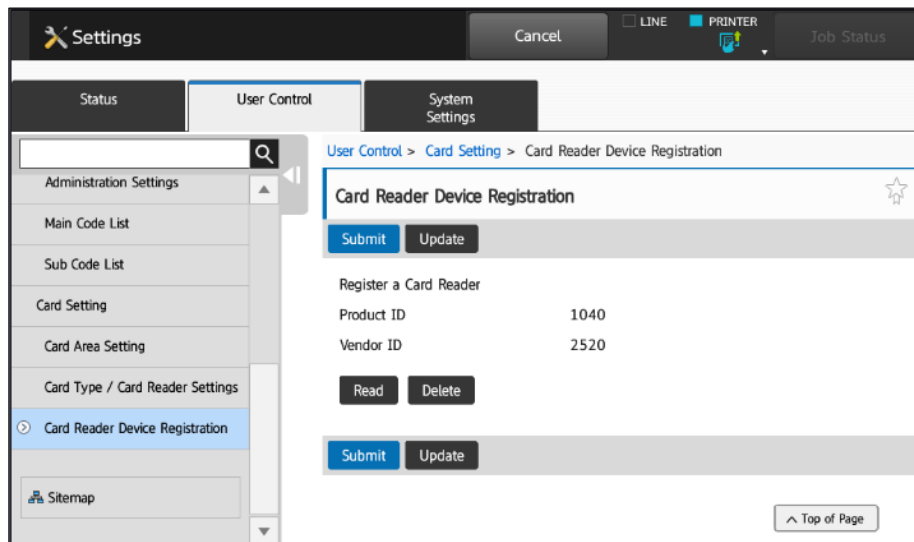 Settings
Cancel
LINE
PRINTER
Job Status
Status
User Control
System
Settings
Administration Settings
Main Code List
Sub Code List
Card Setting
Card Area Setting
Card Type / Card Reader Settings
Card Reader Device Registration
Sitemap
User Control > Card Setting > Card Reader Device Registration
Card Reader Device Registration
Submit Update
Register a Card Reader
Product ID 1040
Vendor ID 2520
Read Delete
Submit Update
Top of Page